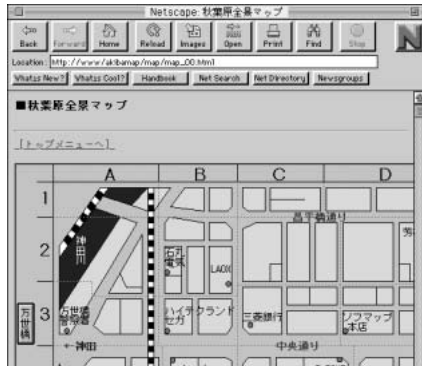 Netscape: 秋葉原全景マップ
Back Forward Home Reload Images Open Print Find Stop
N
Location: http://www/akibamap/map/map_00.html
What's New? What's Cool? Handbook Net Search Net Directory Newsgroups
■秋葉原全景マップ
[トップメニューへ]
A B C D
1
昌平橋通り
2
神田川
石丸電気
LAOX
3
万世橋
万世橋警察署
ハイテクランドセガ
三菱銀行
ソフマップ本店
←神田
中央通り